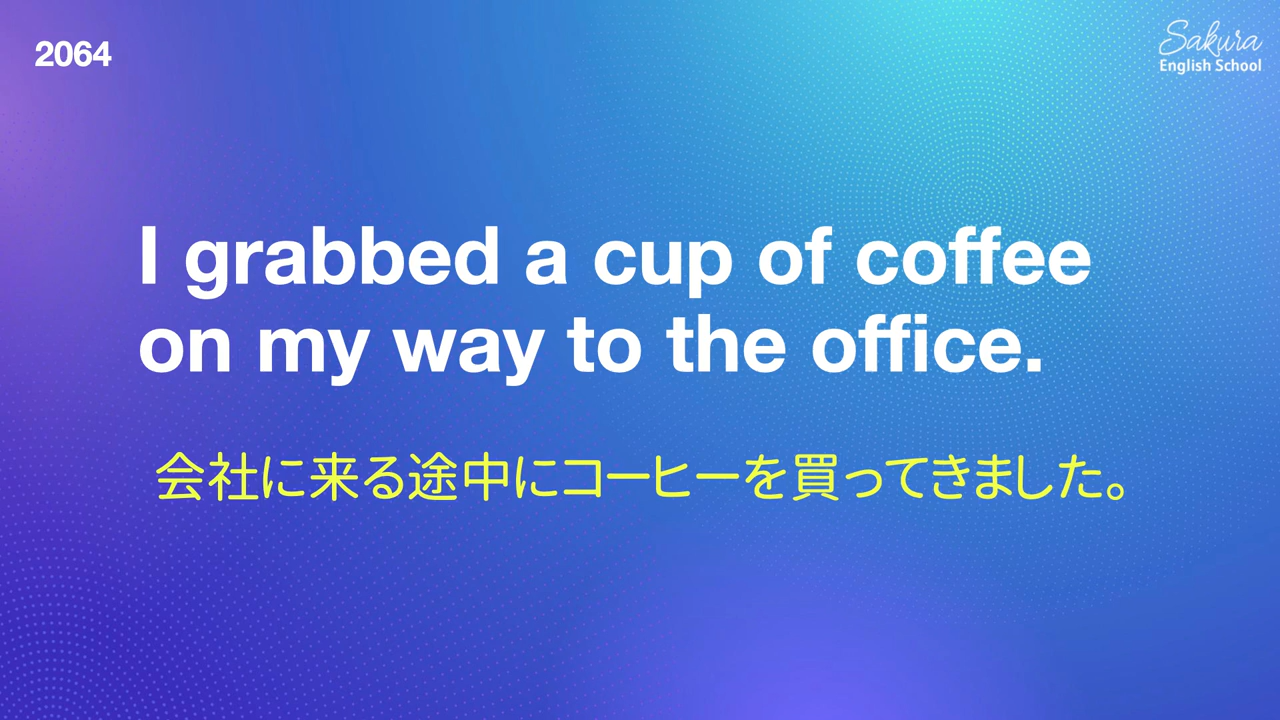 2064
Sakura
English School
I grabbed a cup of coffee
on my way to the office.
会社に来る途中にコーヒーを買ってきました。